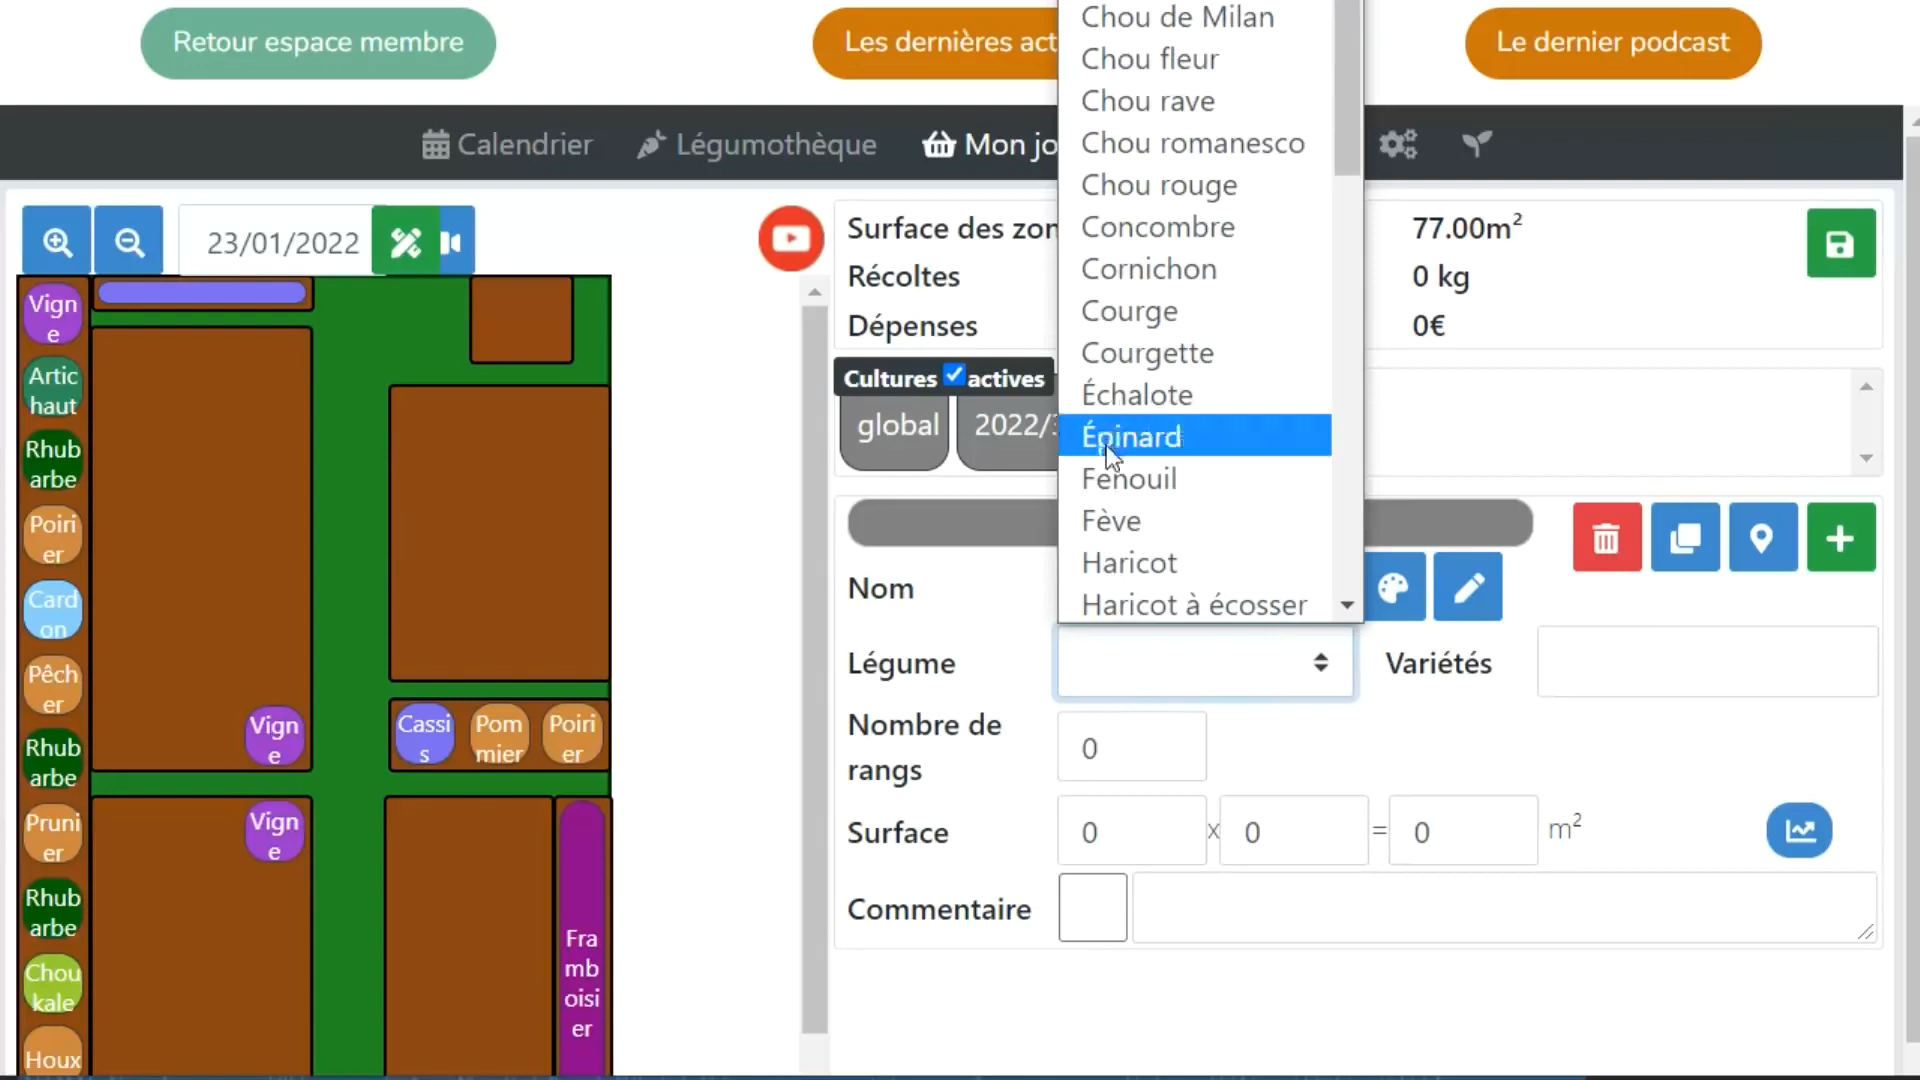 Retour espace membre
Les dernières act
Le dernier podcast
Calendrier
Légumothèque
Mon jo
23/01/2022
Vign
e
Artic
haut
Rhub
arbe
Poiri
er
Card
on
Pêch
er
Rhub
arbe
Pruni
er
Rhub
arbe
Chou
kale
Houx
Vign
e
Cassi
s
Pom
mier
Poiri
er
Vign
e
Fra
mb
oisi
er
Surface des zon
77.00m²
Récoltes
0 kg
Dépenses
0€
Cultures actives
global
2022/
Chou de Milan
Chou fleur
Chou rave
Chou romanesco
Chou rouge
Concombre
Cornichon
Courge
Courgette
Échalote
Épinard
Fenouil
Fève
Haricot
Haricot à écosser
Nom
Légume
Variétés
Nombre de
rangs
0
Surface
0 x 0 = 0 m²
Commentaire